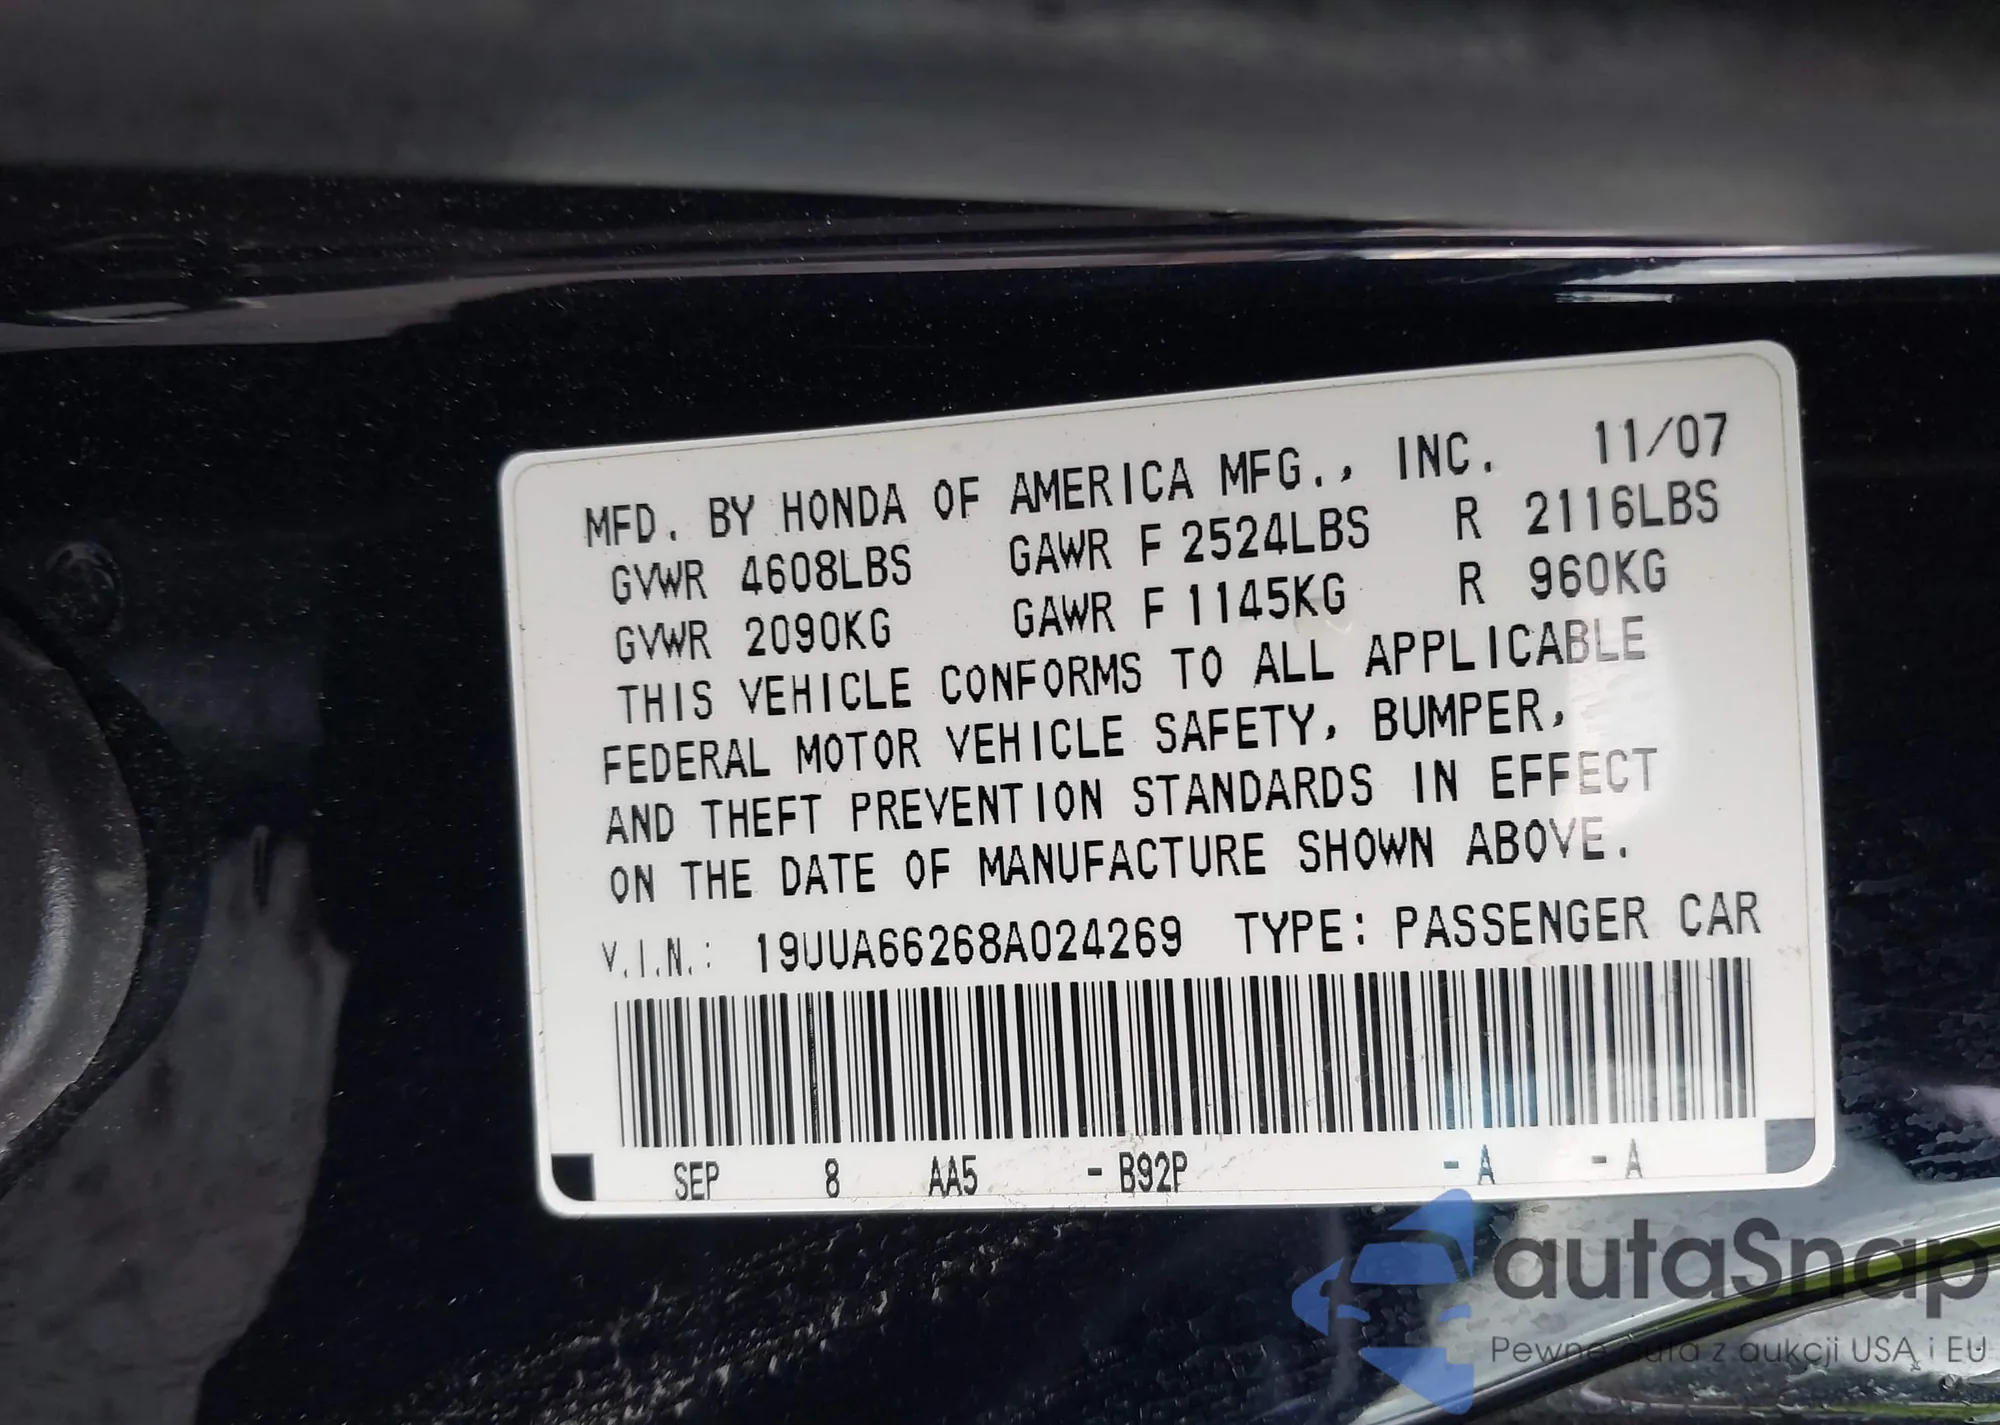 MFD. BY HONDA OF AMERICA MFG., INC. 11/07
GVWR 4608LBS GAWR F 2524LBS R 2116LBS
GVWR 2090KG GAWR F 1145KG R 960KG
THIS VEHICLE CONFORMS TO ALL APPLICABLE
FEDERAL MOTOR VEHICLE SAFETY, BUMPER,
AND THEFT PREVENTION STANDARDS IN EFFECT
ON THE DATE OF MANUFACTURE SHOWN ABOVE.
V.I.N.: 19UUA66268A024269 TYPE: PASSENGER CAR
SEP 8 AA5 - B92P - A - A
autaSnap
Pewne auta z aukcji USA i EU